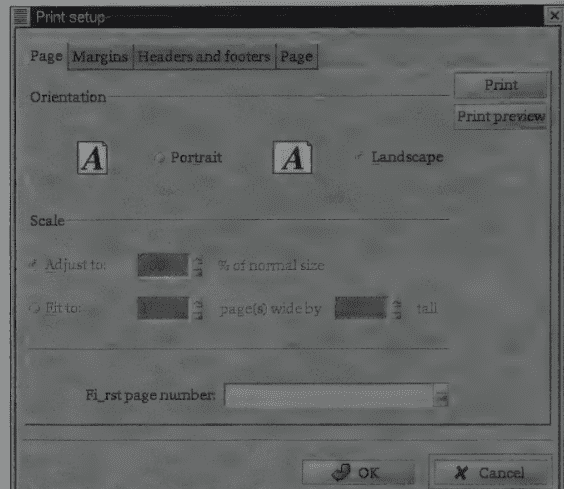 Print setup
Page Margins Headers and footers Page
Print
Orientation
Print preview
A Portrait A Landscape
Scale
Adjust to: % of normal size
Fit to: page(s) wide by tall
Fi_rst page number:
OK Cancel